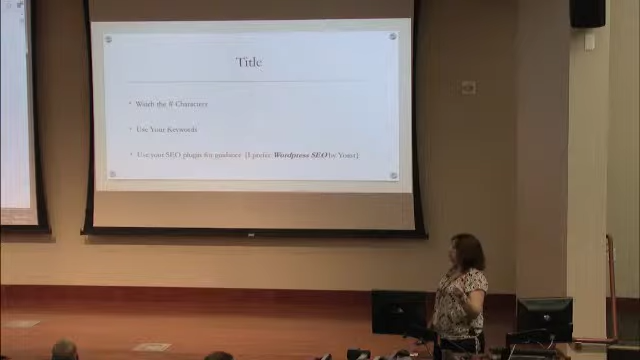 Title
• Watch the # Characters
• Use Your Keywords
• Use your SEO plugin for guidance (I prefer Wordpress SEO by Yoast)